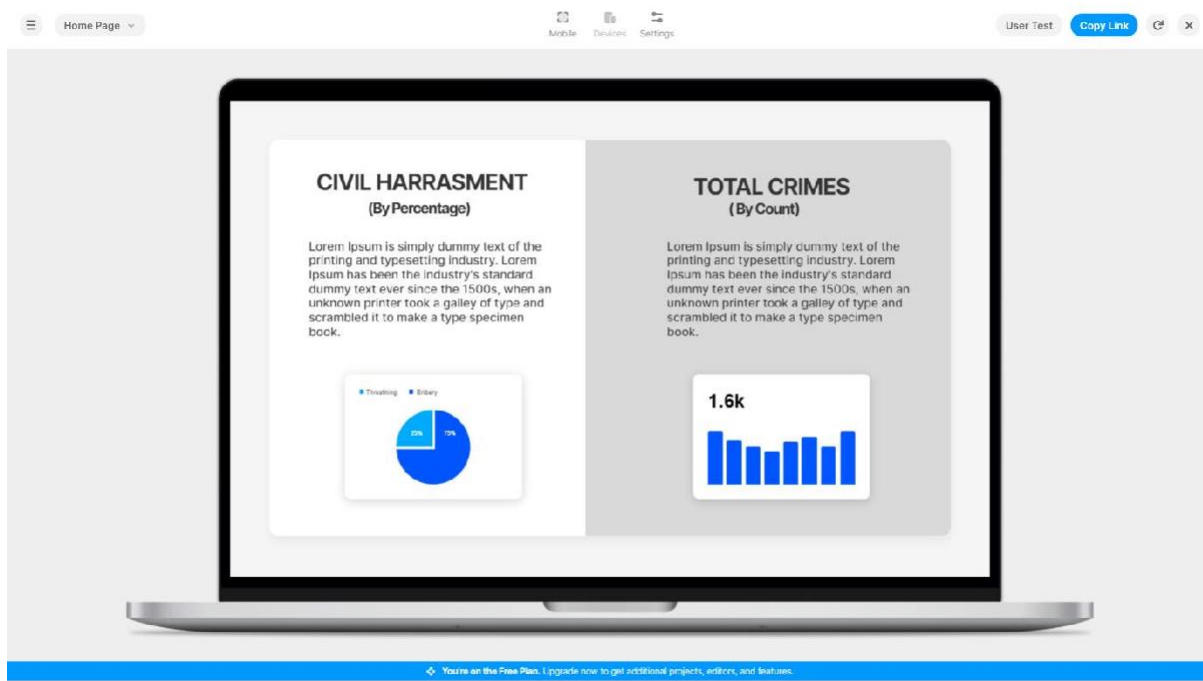 Home Page
Mobile
Devices
Settings
User Test
Copy Link
CIVIL HARRASMENT
(By Percentage)
Lorem Ipsum is simply dummy text of the
printing and typesetting industry. Lorem
Ipsum has been the industry's standard
dummy text ever since the 1500s, when an
unknown printer took a galley of type and
scrambled it to make a type specimen
book.
25%
75%
TOTAL CRIMES
( By Count)
Lorem Ipsum is simply dummy text of the
printing and typesetting industry. Lorem
Ipsum has been the industry's standard
dummy text ever since the 1500s, when an
unknown printer took a galley of type and
scrambled it to make a type specimen
book.
1.6k
You're on the Free Plan. Upgrade now to get additional projects, editors, and features.